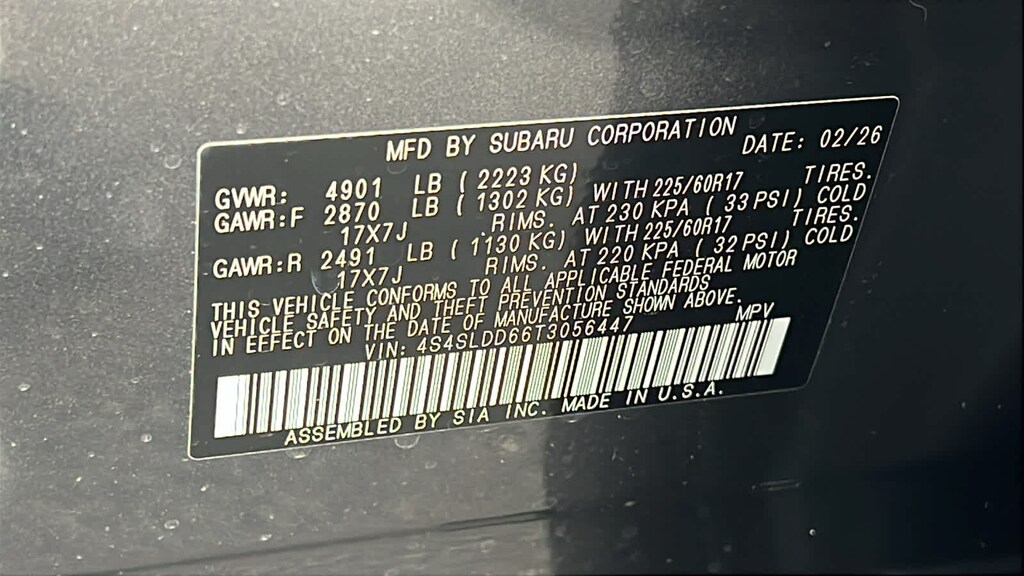 MFD BY SUBARU CORPORATION DATE: 02/26
GVWR: 4901 LB ( 2223 KG)
GAWR:F 2870 LB ( 1302 KG) WITH 225/60R17 TIRES.
17X7J RIMS. AT 230 KPA ( 33 PSI) COLD
GAWR:R 2491 LB ( 1130 KG) WITH 225/60R17 TIRES.
17X7J RIMS. AT 220 KPA ( 32 PSI) COLD
THIS VEHICLE CONFORMS TO ALL APPLICABLE FEDERAL MOTOR
VEHICLE SAFETY AND THEFT PREVENTION STANDARDS
IN EFFECT ON THE DATE OF MANUFACTURE SHOWN ABOVE.
VIN: 4S4SLDD66T3056447 MPV
ASSEMBLED BY SIA INC. MADE IN U.S.A.